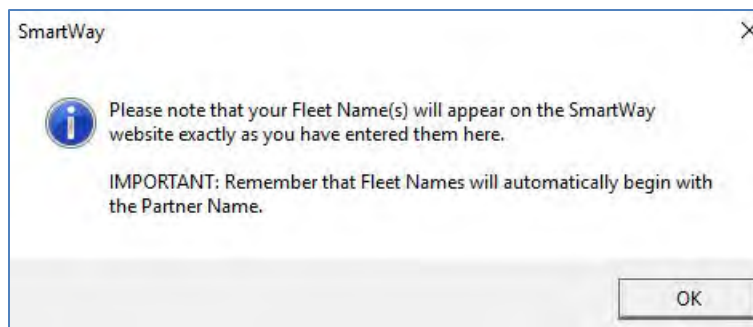 SmartWay
Please note that your Fleet Name(s) will appear on the SmartWay
website exactly as you have entered them here.
IMPORTANT: Remember that Fleet Names will automatically begin with
the Partner Name.
OK